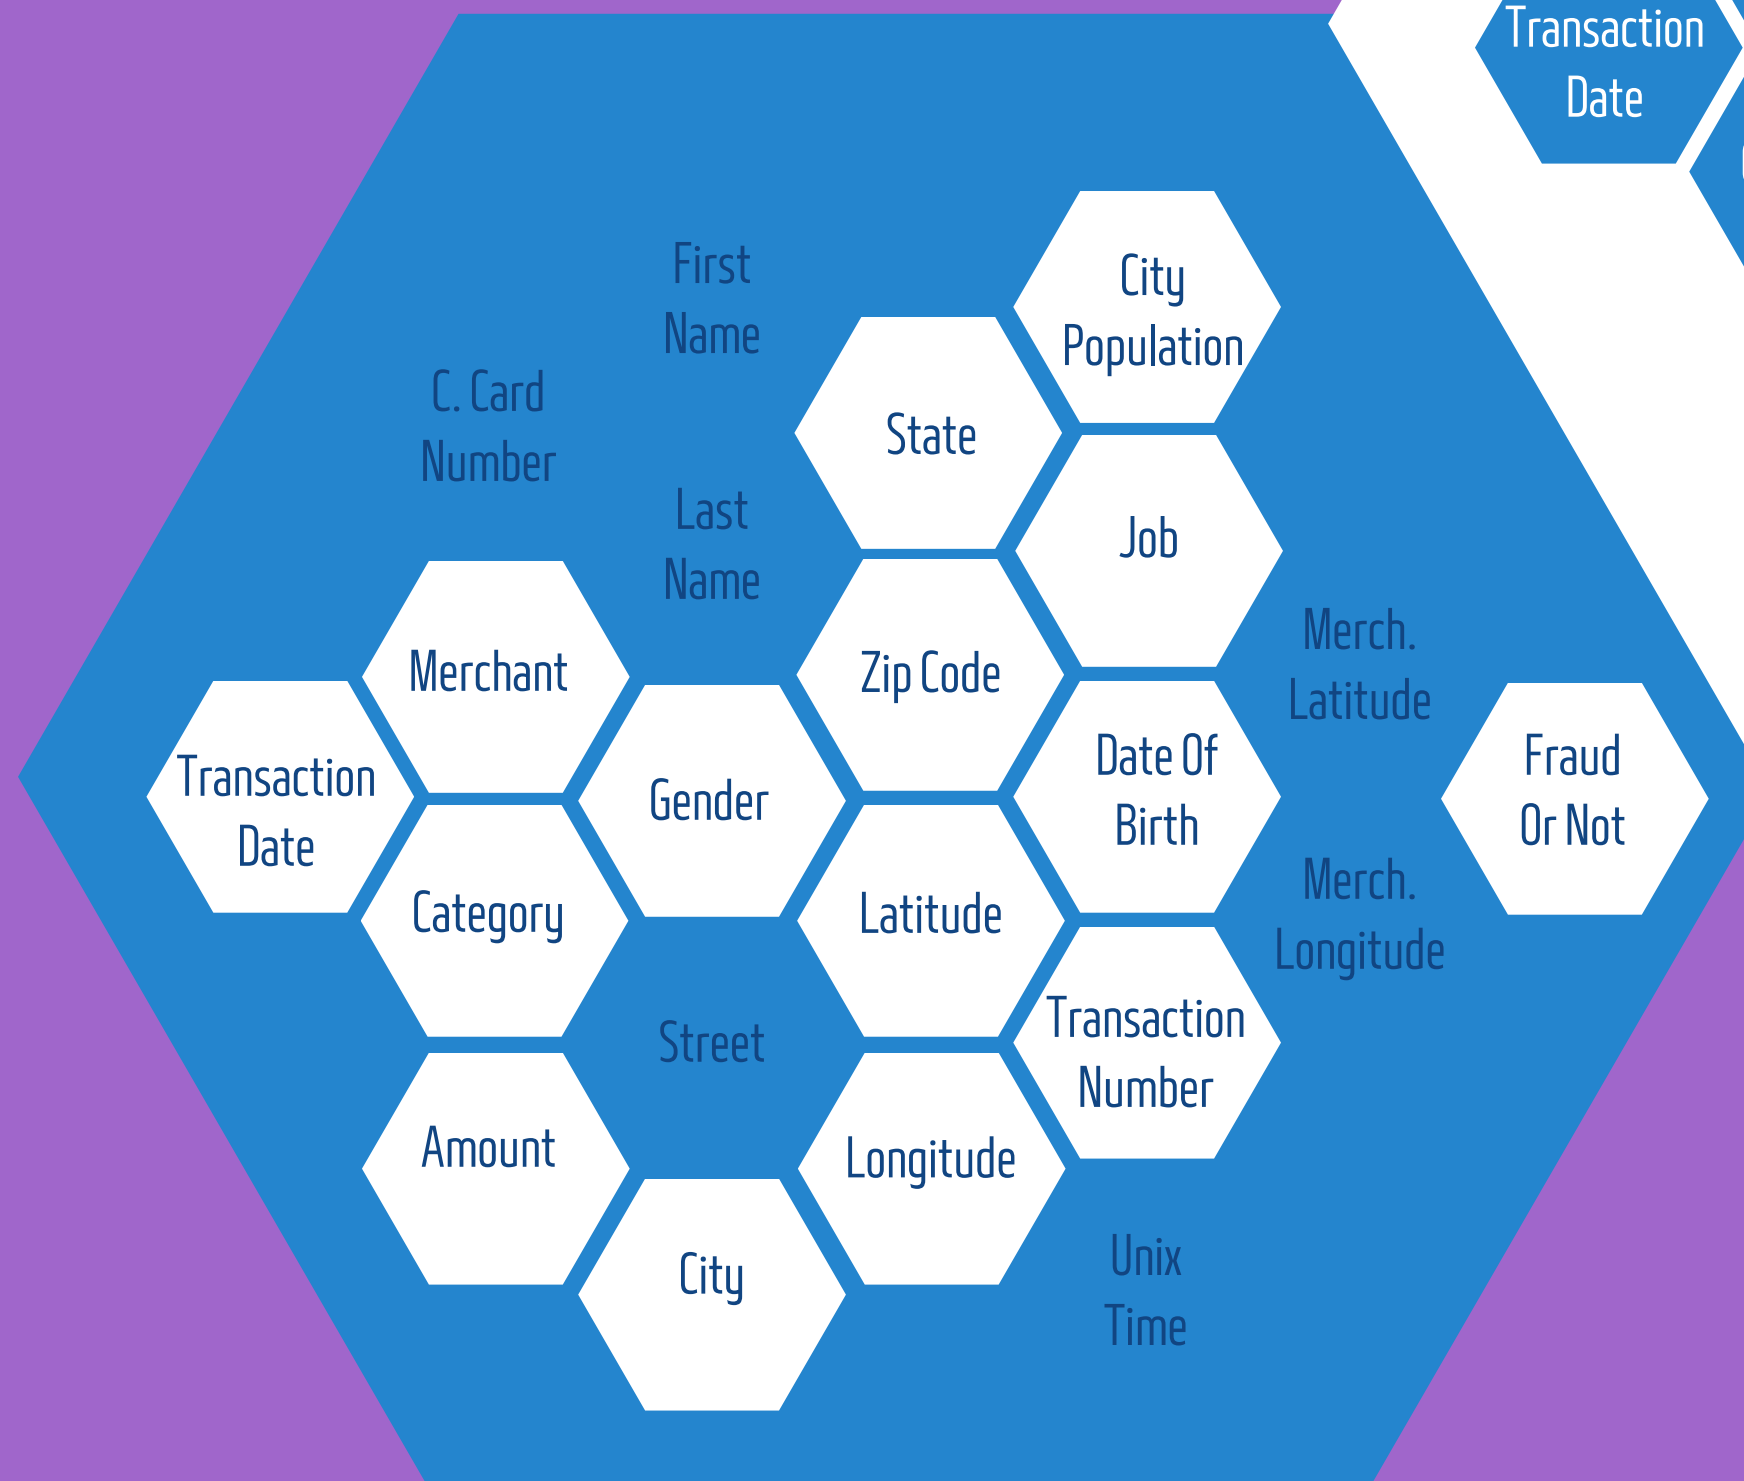 Transaction
Date
First
Name
City
Population
C. Card
Number
State
Last
Name
Job
Merchant
Zip Code
Merch.
Latitude
Transaction
Date
Gender
Date Of
Birth
Fraud
Or Not
Category
Latitude
Merch.
Longitude
Street
Transaction
Number
Amount
Longitude
City
Unix
Time